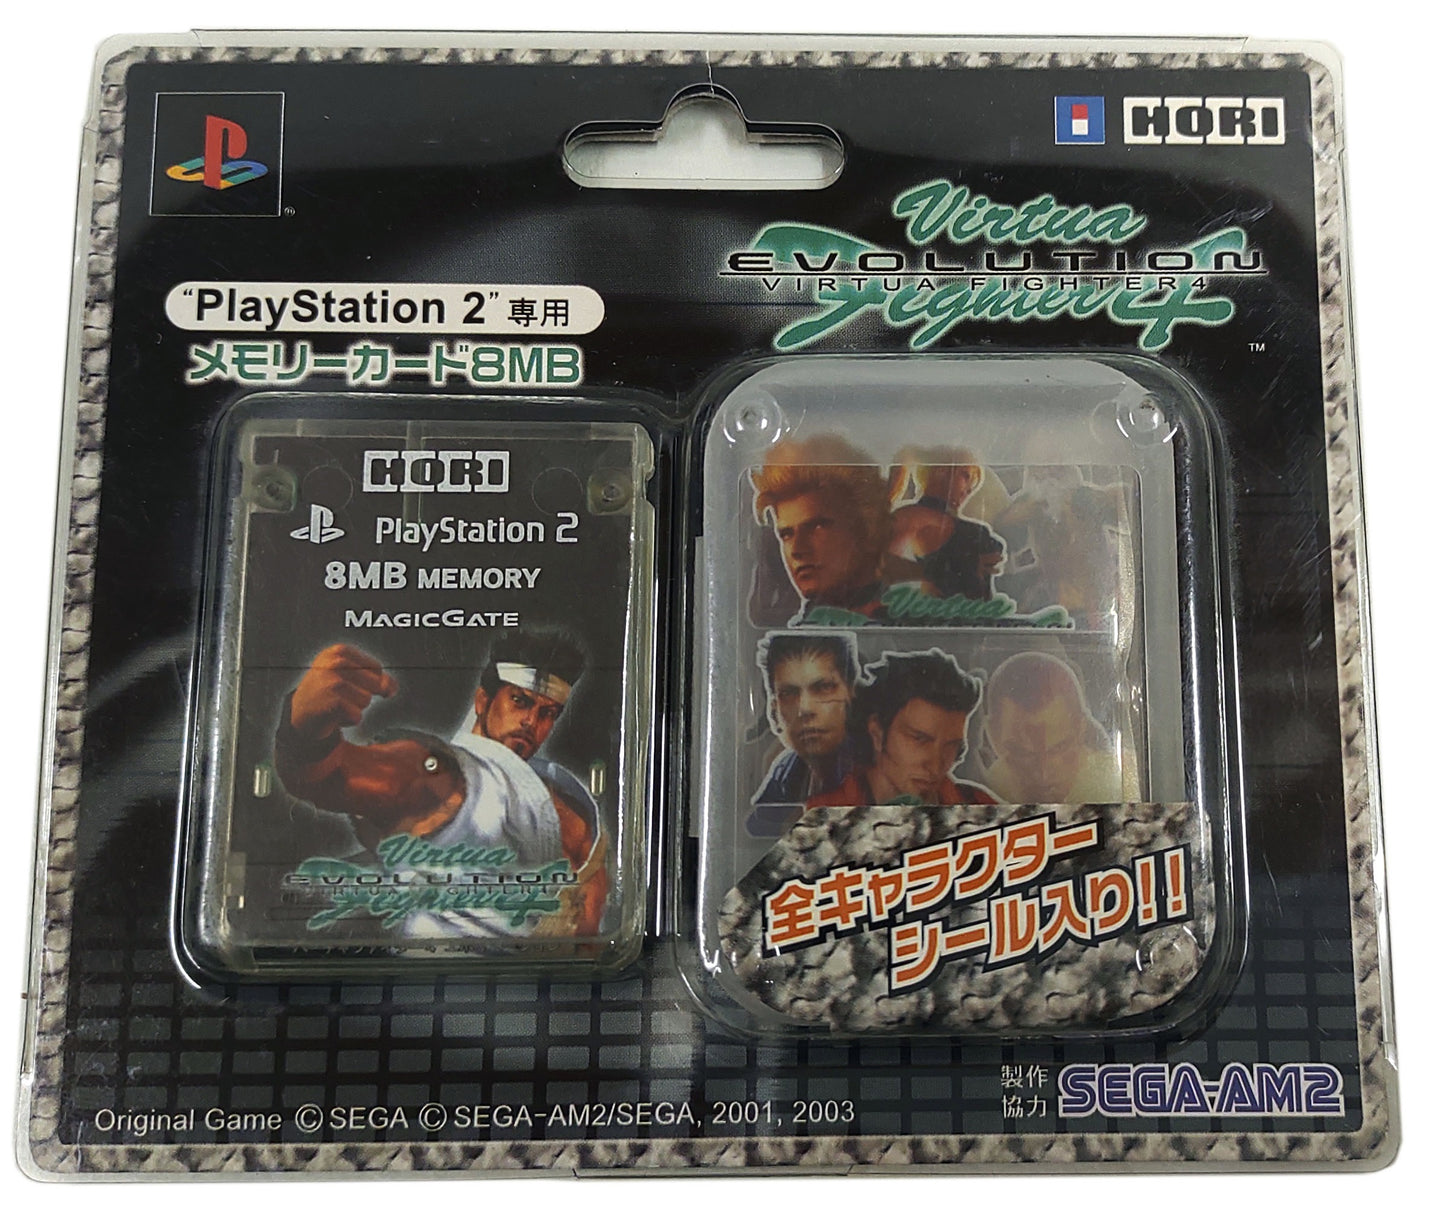 HORI
Virtua
EVOLUTION
VIRTUA FIGHTER4
Fighter 4
TM
"PlayStation 2"専用
メモリーカード8MB
HORI
PlayStation 2
8MB MEMORY
MAGICGATE
Virtua
EVOLUTION
VIRTUA FIGHTER4
Fighter 4
Virtua
全キャラクター
シール入り!!
製作
協力
SEGA-AM2
Original Game ©SEGA ©SEGA-AM2/SEGA, 2001, 2003